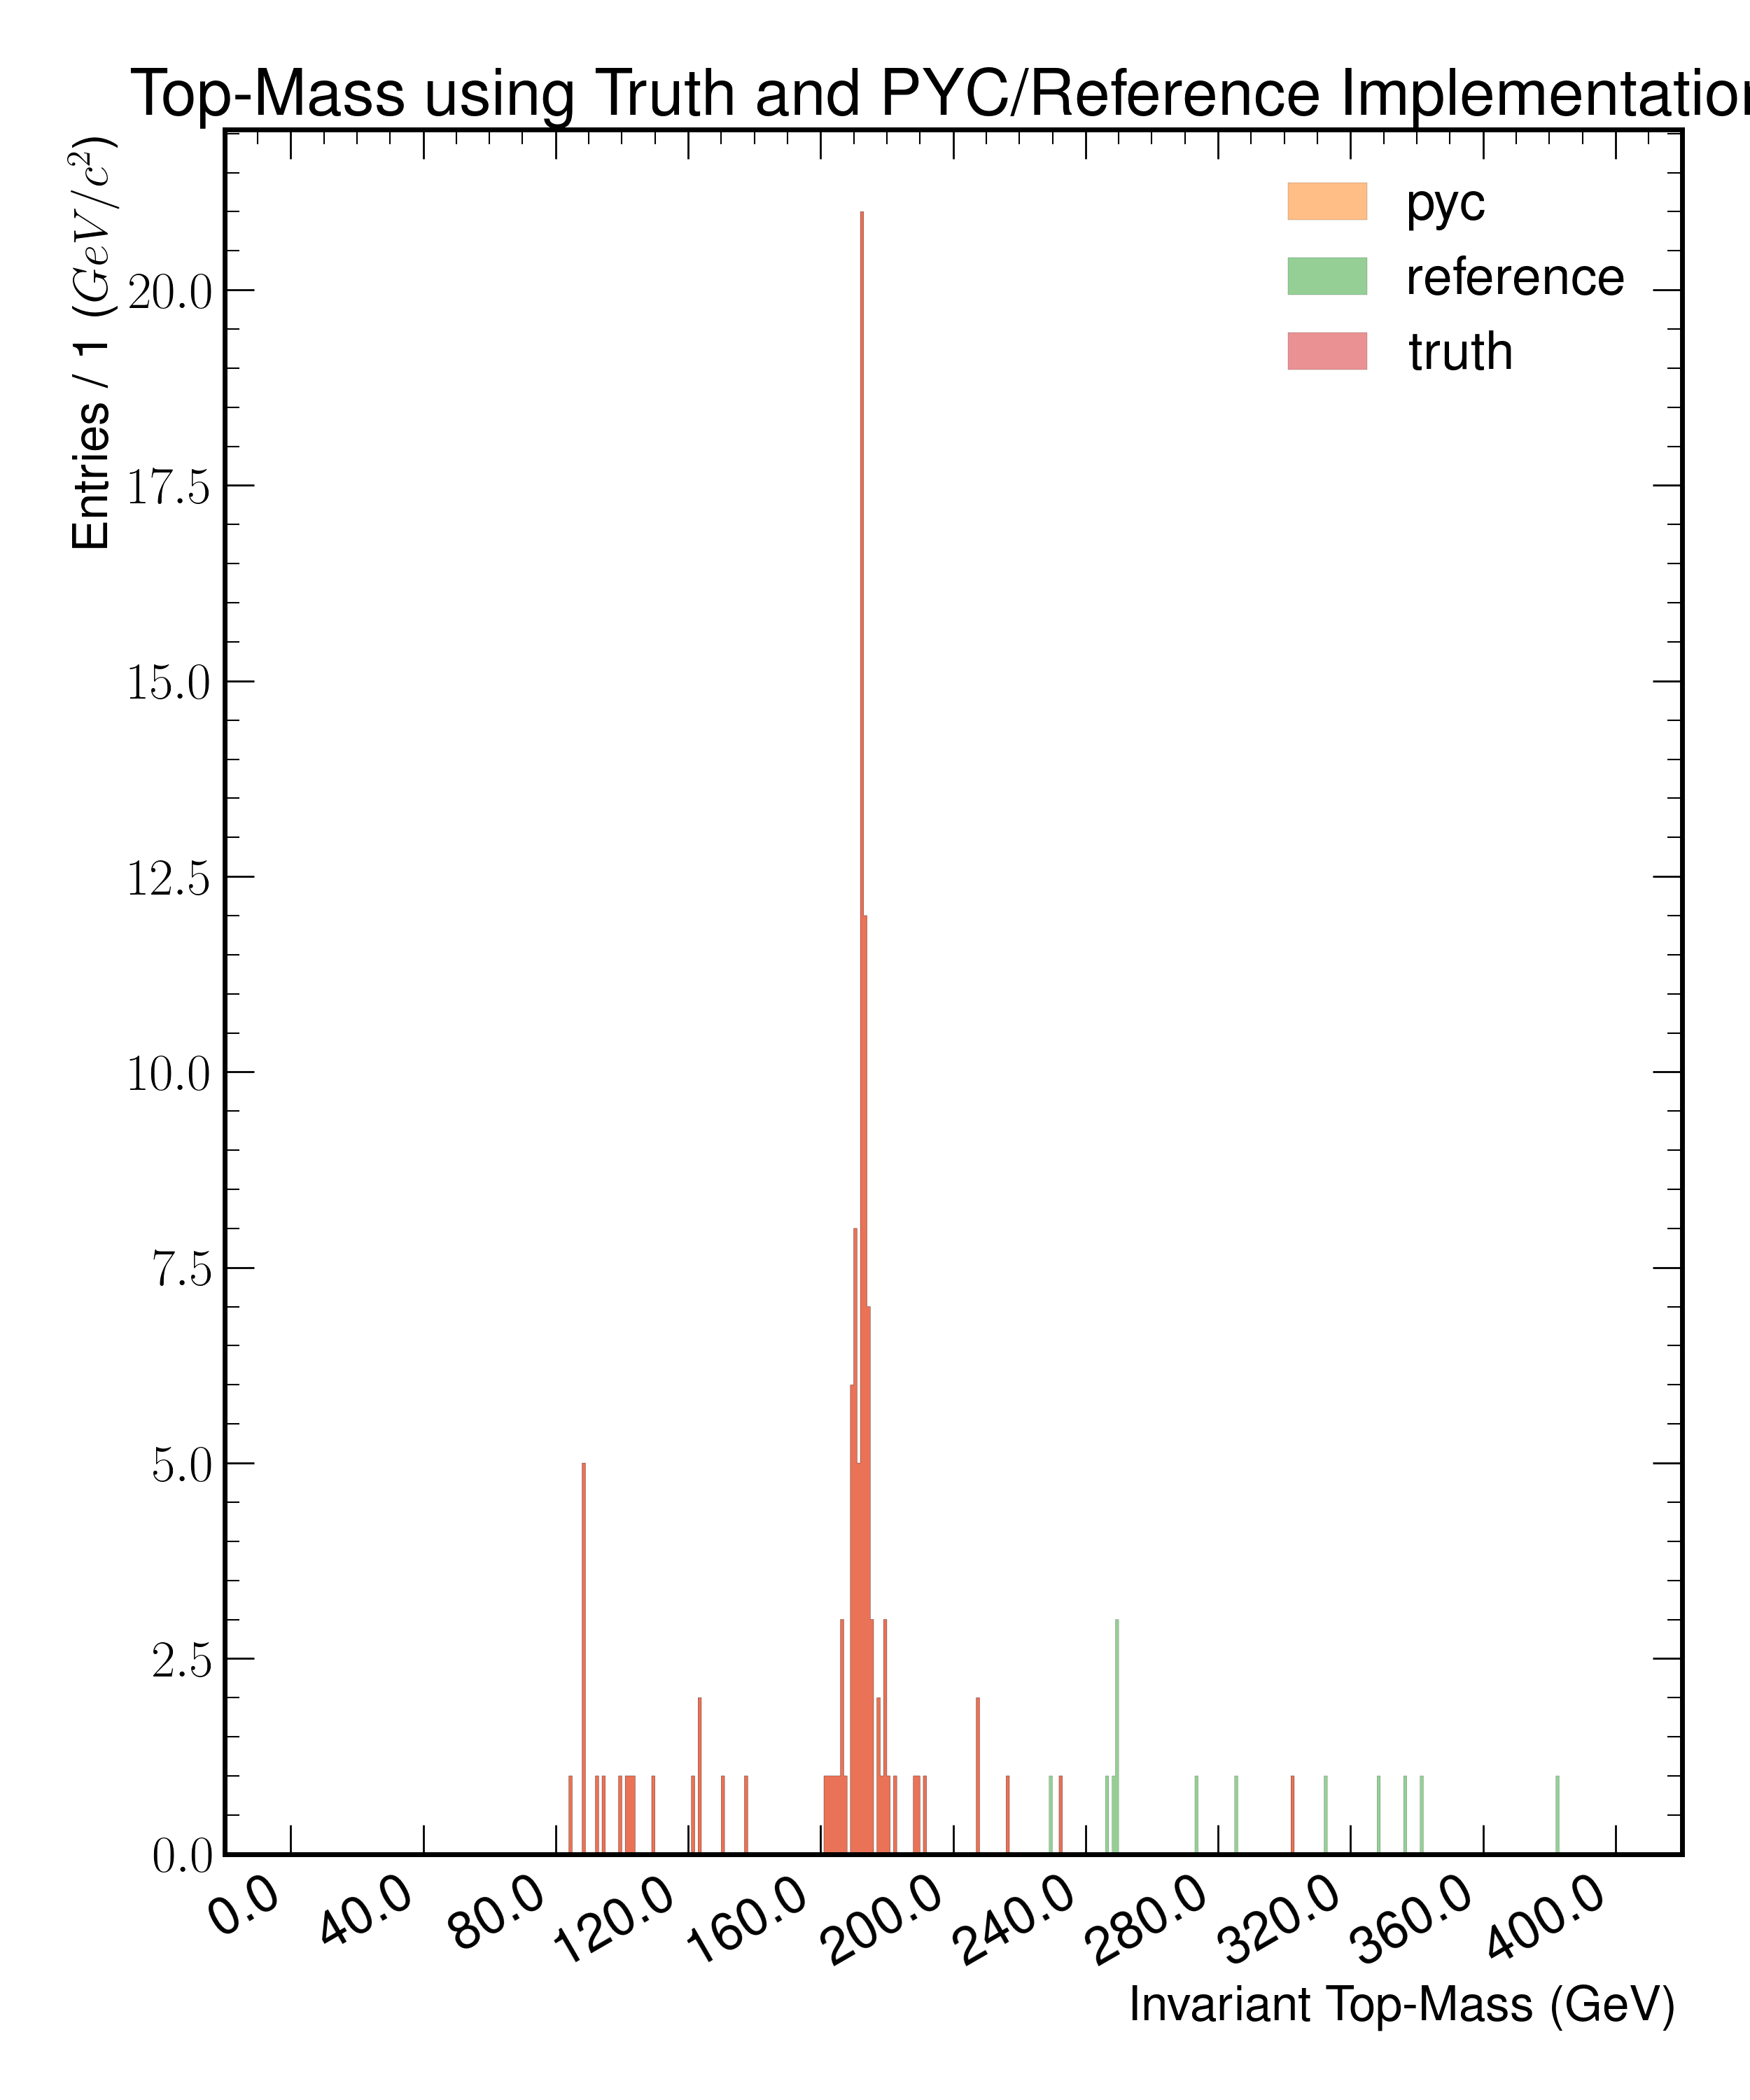 Top-Mass using Truth and PYC/Reference Implementation
Entries / 1 (GeV/c²)
pyc
reference
truth
20.0
17.5
15.0
12.5
10.0
7.5
5.0
2.5
0.0
0.0 40.0 80.0 120.0 160.0 200.0 240.0 280.0 320.0 360.0 400.0
Invariant Top-Mass (GeV)